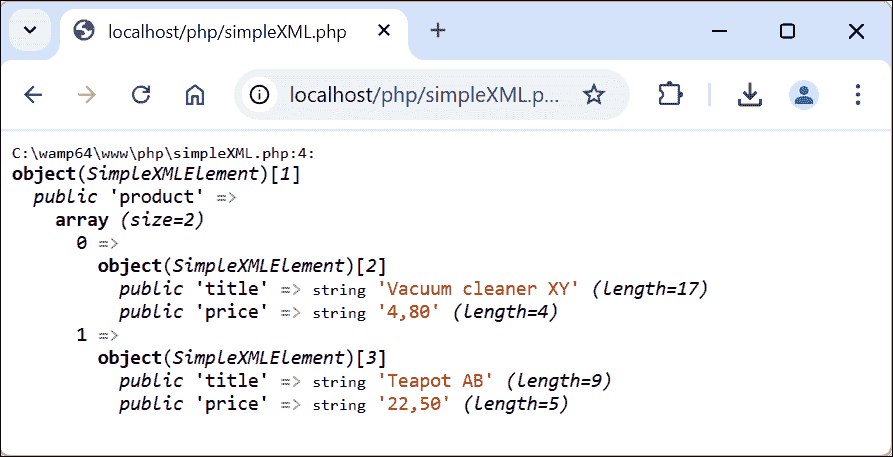 localhost/php/simpleXML.php
localhost/php/simpleXML.p...
C:\wamp64\www\php\simpleXML.php:4:
object(SimpleXMLElement)[1]
public 'product' =>
array (size=2)
0 =>
object(SimpleXMLElement)[2]
public 'title' => string 'Vacuum cleaner XY' (length=17)
public 'price' => string '4,80' (length=4)
1 =>
object(SimpleXMLElement)[3]
public 'title' => string 'Teapot AB' (length=9)
public 'price' => string '22,50' (length=5)